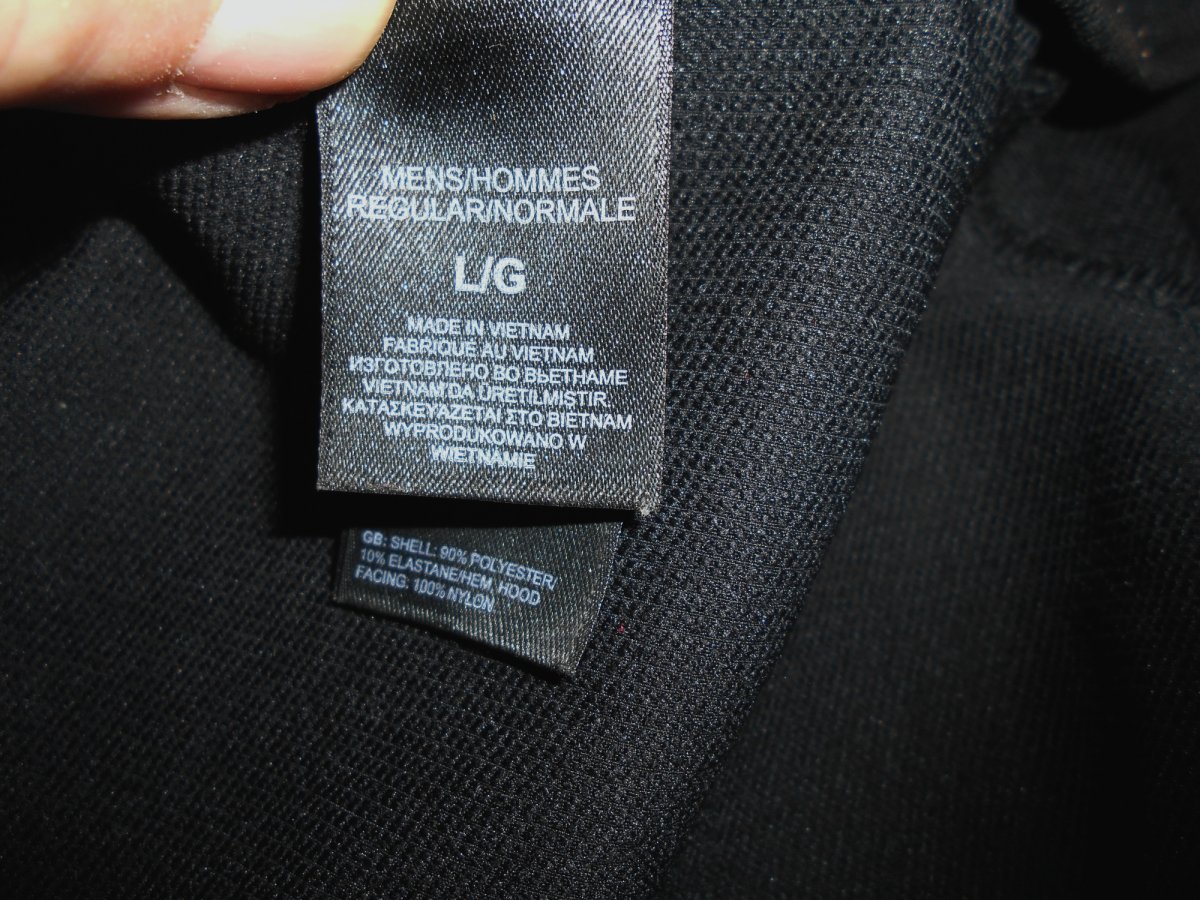 MENS/HOMMES
REGULAR/NORMALE
L/G
MADE IN VIETNAM
FABRIQUE AU VIETNAM
ИЗГОТОВЛЕНО ВО ВЬЕТНАМЕ
VIETNAM DA URETILMISTIR
ΚΑΤΑΣΚΕΥΑΖΕΤΑΙ ΣΤΟ ΒΙΕΤΝΑΜ
WYPRODUKOWANO W
WIETNAMIE
GB: SHELL: 90% POLYESTER/
10% ELASTANE/HEM, HOOD
FACING: 100% NYLON